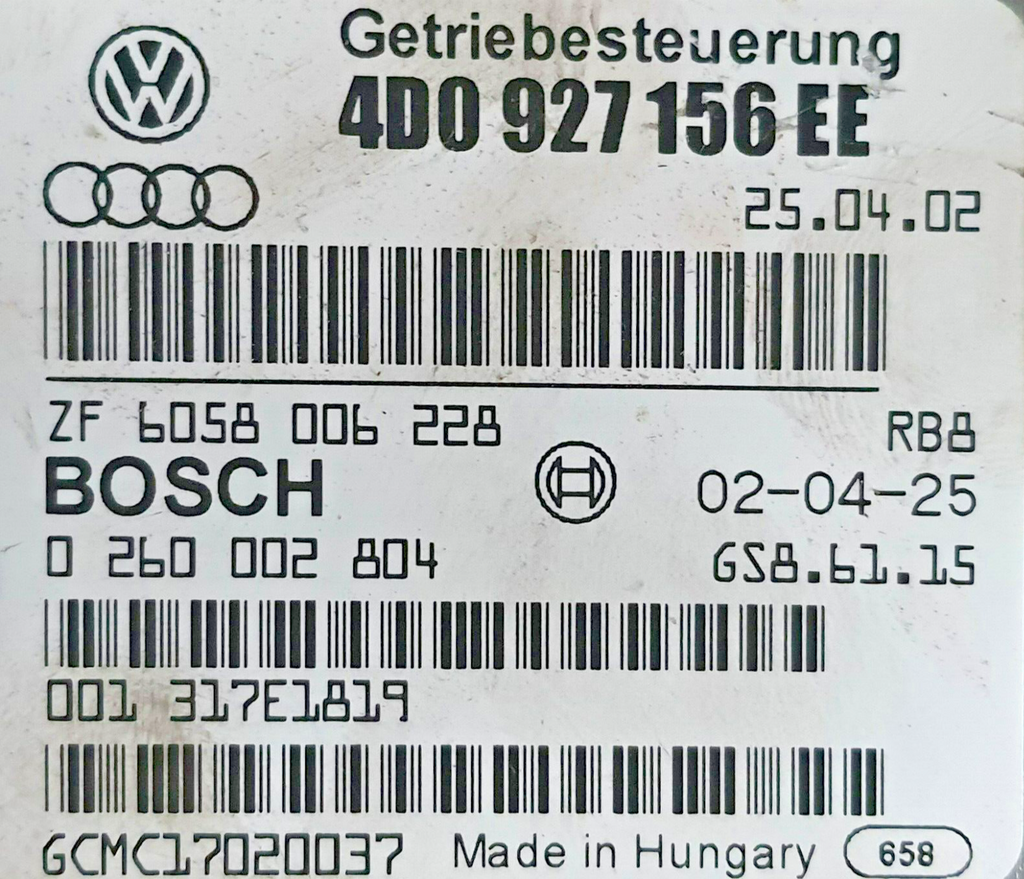 Getriebesteuerung
4D0 927 156 EE
25.04.02
ZF 6058 006 228 RB8
BOSCH 02-04-25
0 260 002 804 GS8.61.15
001 317E1819
GCMC17020037 Made in Hungary 658